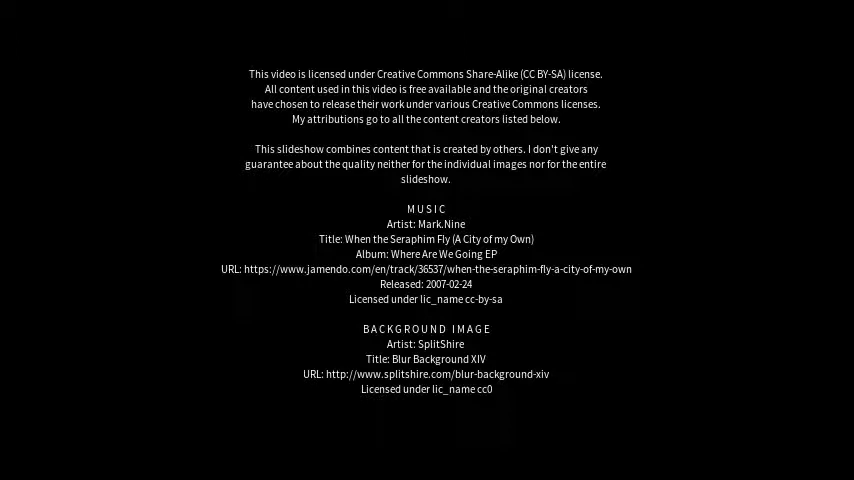 This video is licensed under Creative Commons Share-Alike (CC BY-SA) license.
All content used in this video is free available and the original creators
have chosen to release their work under various Creative Commons licenses.
My attributions go to all the content creators listed below.
This slideshow combines content that is created by others. I don't give any
guarantee about the quality neither for the individual images nor for the entire
slideshow.
MUSIC
Artist: Mark.Nine
Title: When the Seraphim Fly (A City of my Own)
Album: Where Are We Going EP
URL: https://www.jamendo.com/en/track/36537/when-the-seraphim-fly-a-city-of-my-own
Released: 2007-02-24
Licensed under lic_name cc-by-sa
BACKGROUND IMAGE
Artist: SplitShire
Title: Blur Background XIV
URL: http://www.splitshire.com/blur-background-xiv
Licensed under lic_name cc0